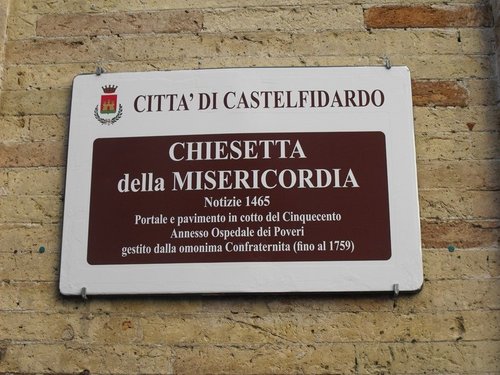 CITTA' DI CASTELFIDARDO
CHIESETTA
della MISERICORDIA
Notizie 1465
Portale e pavimento in cotto del Cinquecento
Annesso Ospedale dei Poveri
gestito dalla omonima Confraternita (fino al 1759)